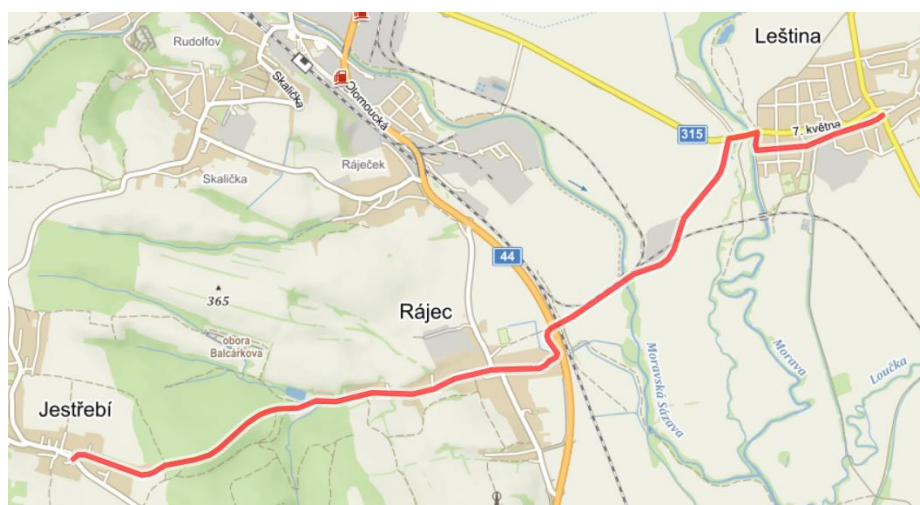 Leština
Rudolfov
Skalička
Olomoucká
315
7. května
Ráječek
Skalička
44
365
Rájec
obora
Balcárkova
Moravská Sázava
Morava
Loučka
Jestřebí